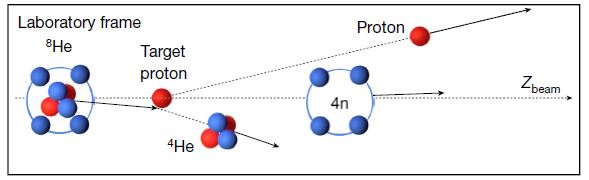 Laboratory frame
⁸He
Target
proton
Proton
4n
Z_beam
⁴He